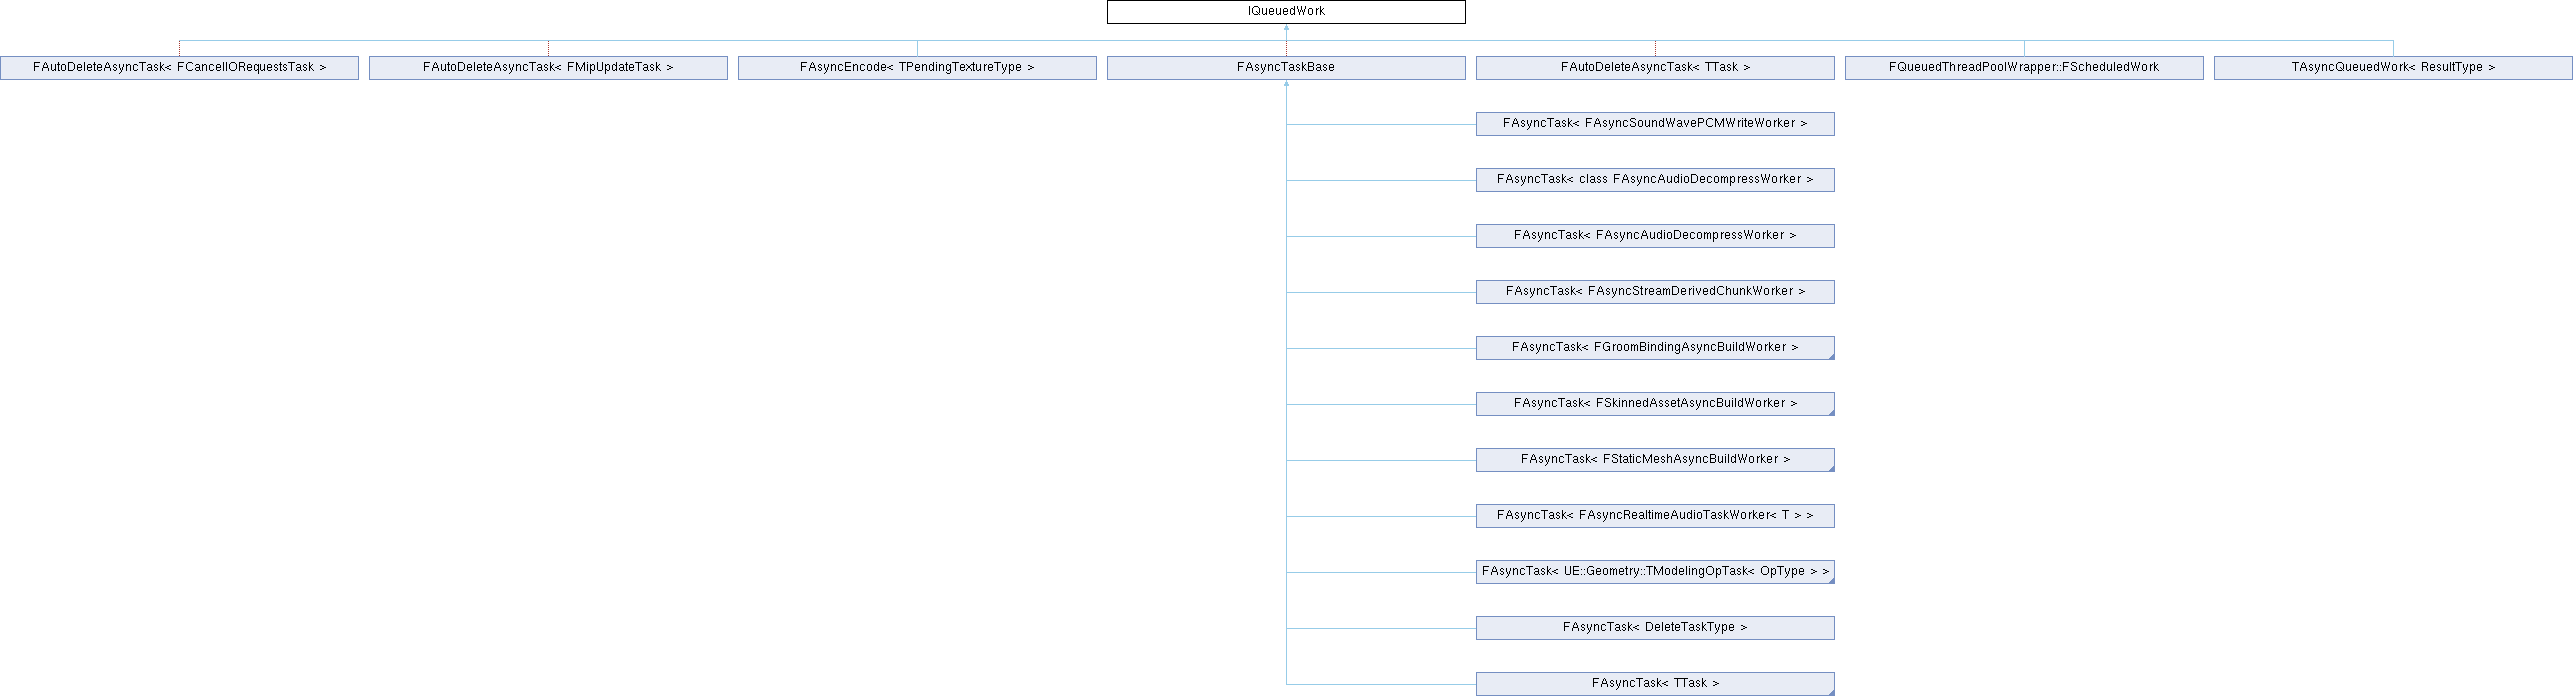 IQueuedWork
FAutoDeleteAsyncTask< FCancelIORequestsTask >
FAutoDeleteAsyncTask< FMipUpdateTask >
FAsyncEncode< TPendingTextureType >
FAsyncTaskBase
FAutoDeleteAsyncTask< TTask >
FQueuedThreadPoolWrapper::FScheduledWork
TAsyncQueuedWork< ResultType >
FAsyncTask< FAsyncSoundWavePCMWriteWorker >
FAsyncTask< class FAsyncAudioDecompressWorker >
FAsyncTask< FAsyncAudioDecompressWorker >
FAsyncTask< FAsyncStreamDerivedChunkWorker >
FAsyncTask< FGroomBindingAsyncBuildWorker >
FAsyncTask< FSkinnedAssetAsyncBuildWorker >
FAsyncTask< FStaticMeshAsyncBuildWorker >
FAsyncTask< FAsyncRealtimeAudioTaskWorker< T > >
FAsyncTask< UE::Geometry::TModelingOpTask< OpType > >
FAsyncTask< DeleteTaskType >
FAsyncTask< TTask >